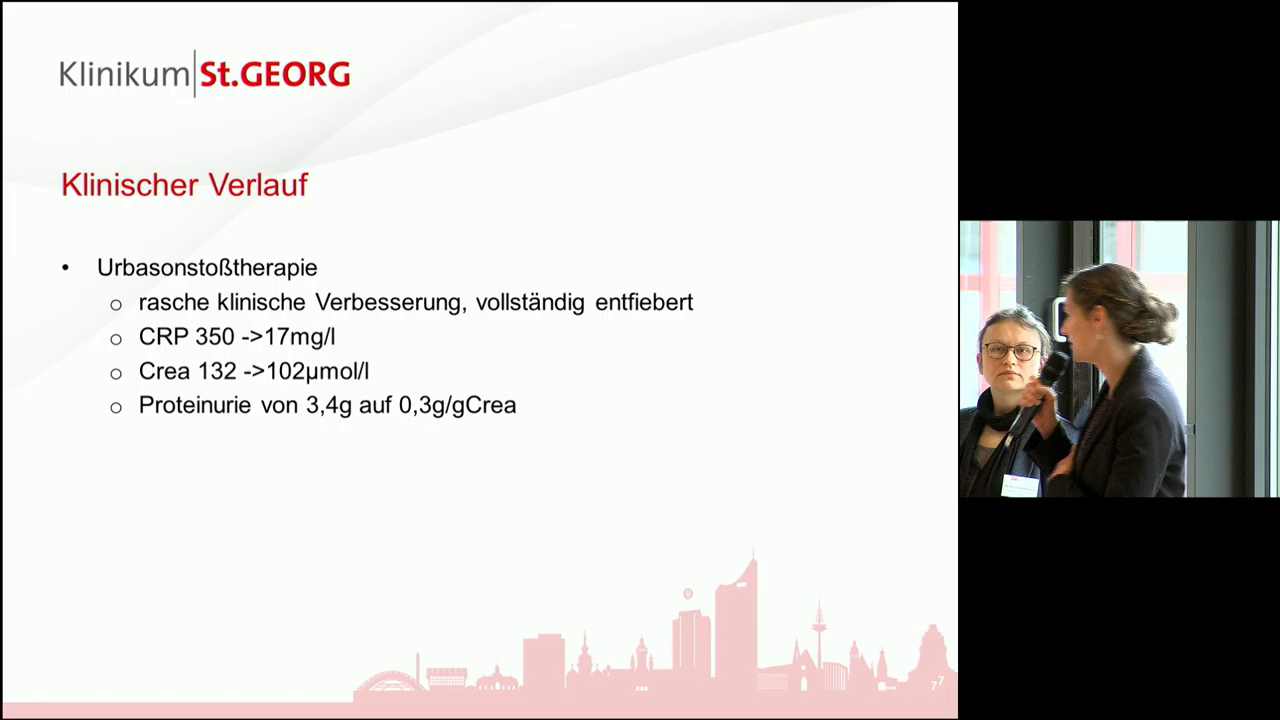 Klinikum St.GEORG
Klinischer Verlauf
• Urbasonstoßtherapie
o rasche klinische Verbesserung, vollständig entfiebert
o CRP 350 ->17mg/l
o Crea 132 ->102µmol/l
o Proteinurie von 3,4g auf 0,3g/gCrea
7
7